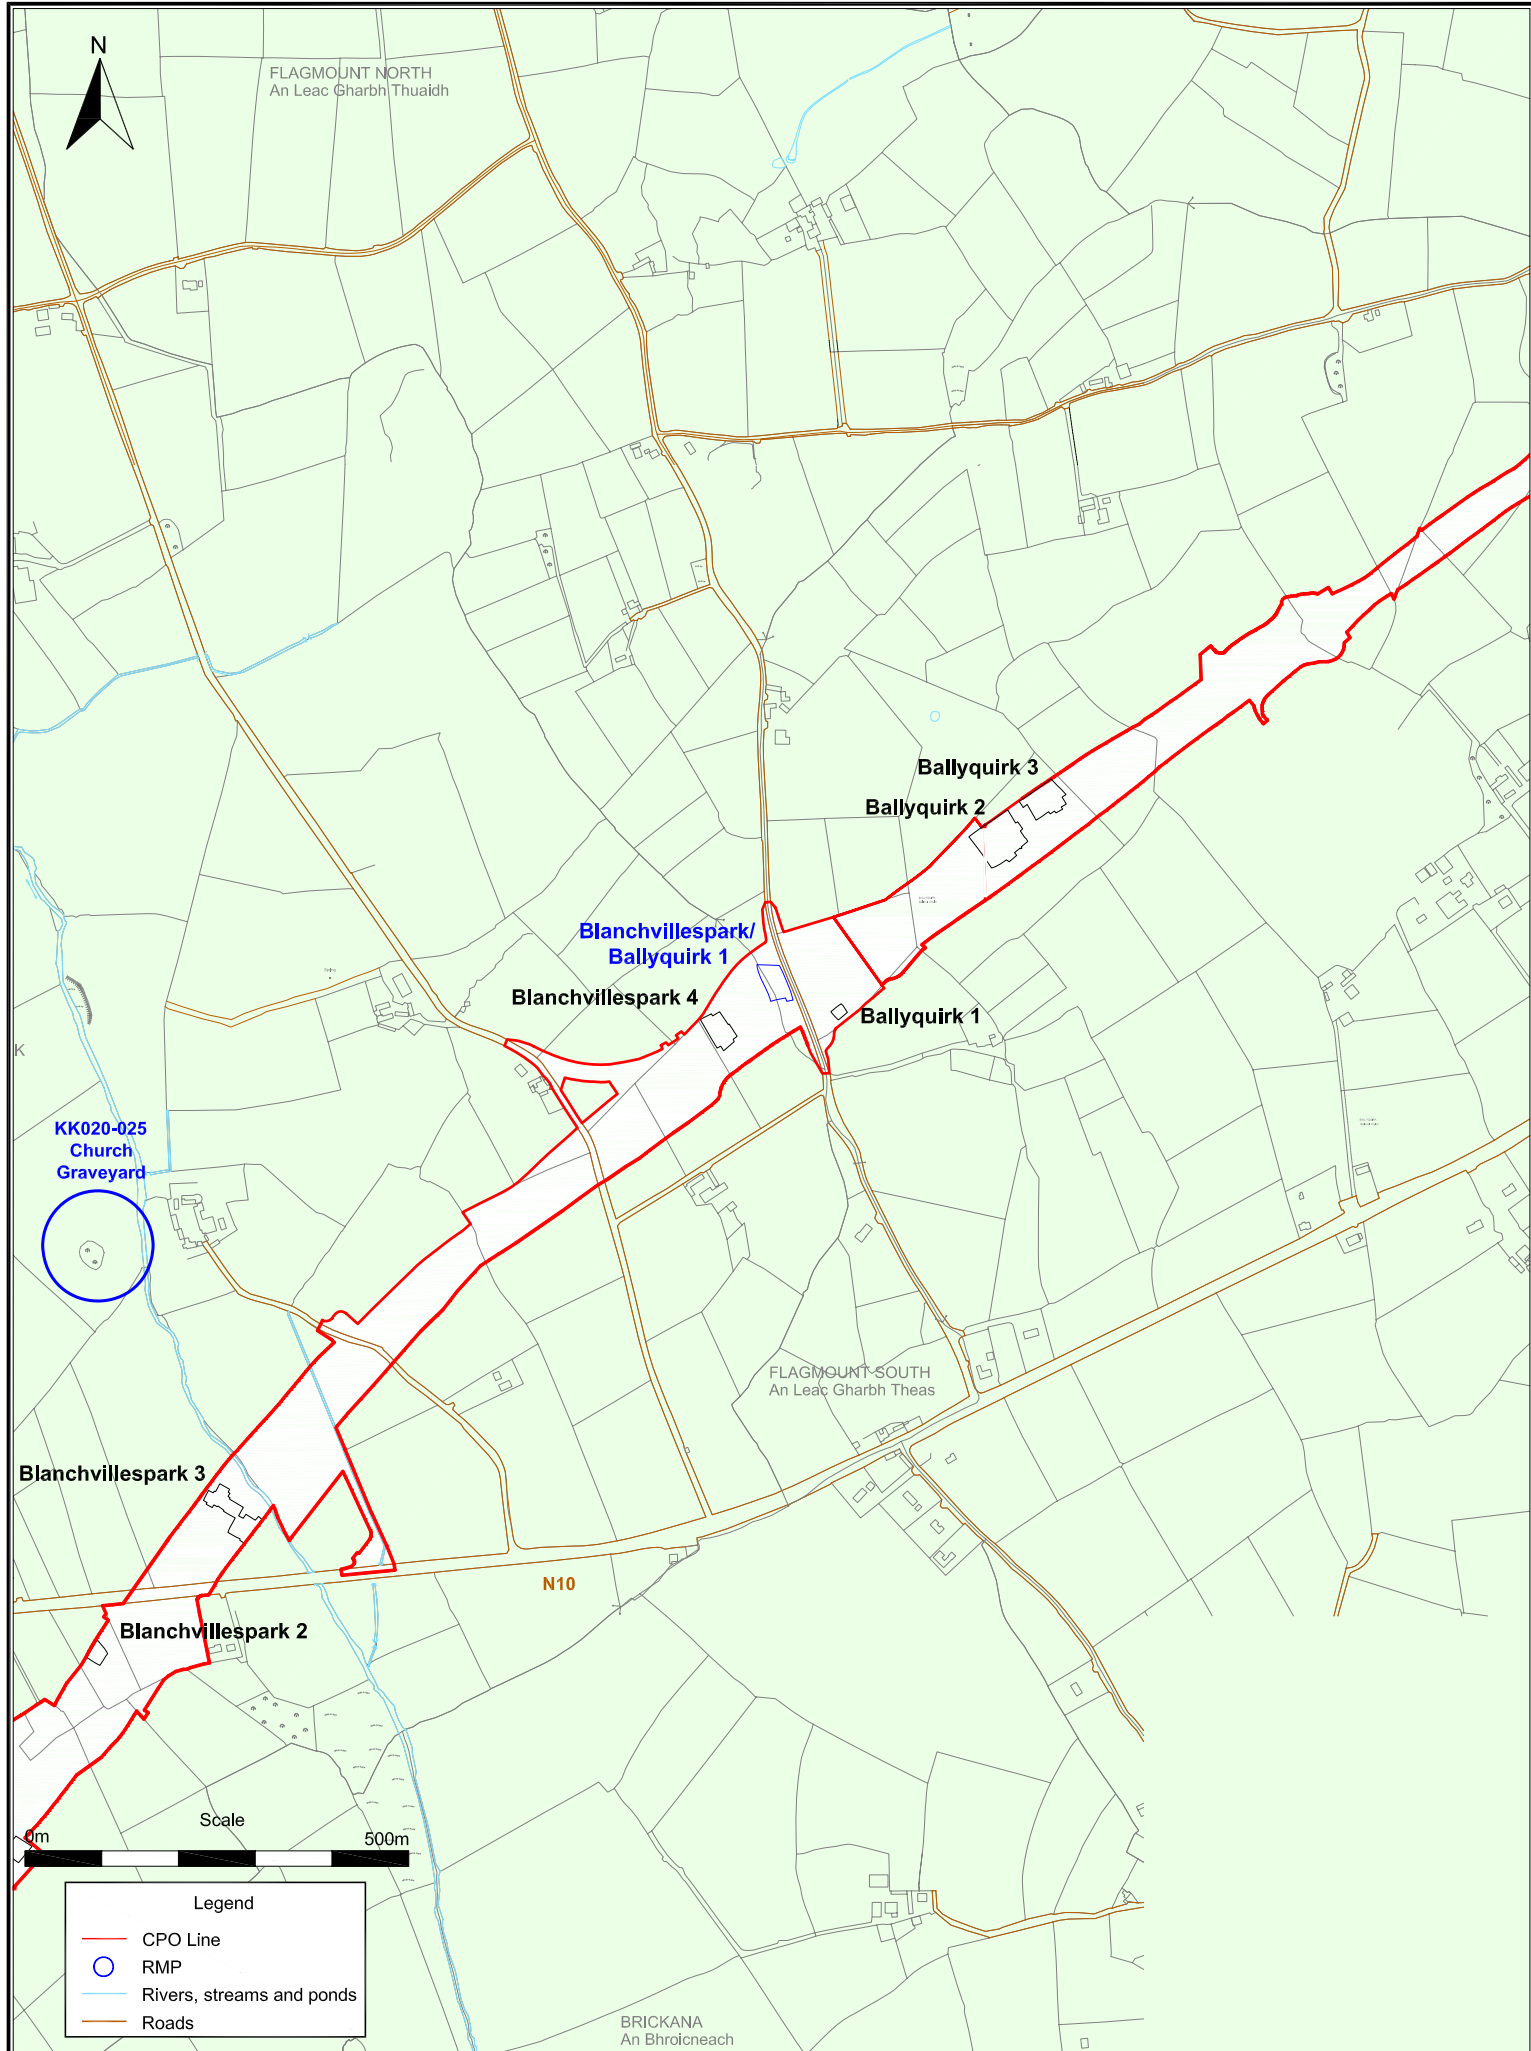 N
FLAGMOUNT NORTH
An Leac Gharbh Thuaidh
Ballyquirk 3
Ballyquirk 2
Blanchvillespark/
Ballyquirk 1
Blanchvillespark 4
Ballyquirk 1
K
KK020-025
Church
Graveyard
FLAGMOUNT SOUTH
An Leac Gharbh Theas
Blanchvillespark 3
N10
Blanchvillespark 2
Scale
0m
500m
Legend
CPO Line
RMP
Rivers, streams and ponds
Roads
BRICKANA
An Bhroicneach